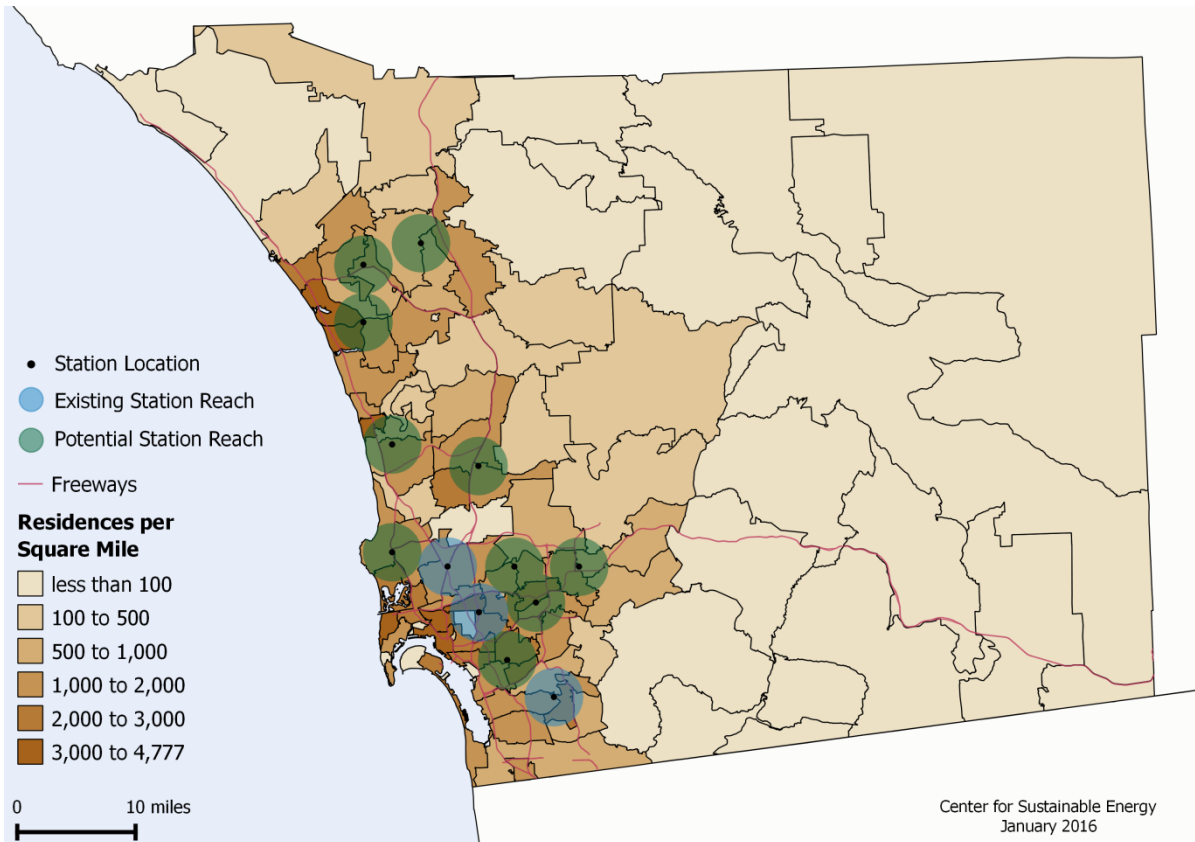 Station Location
Existing Station Reach
Potential Station Reach
Freeways
Residences per
Square Mile
less than 100
100 to 500
500 to 1,000
1,000 to 2,000
2,000 to 3,000
3,000 to 4,777
0 10 miles
Center for Sustainable Energy
January 2016